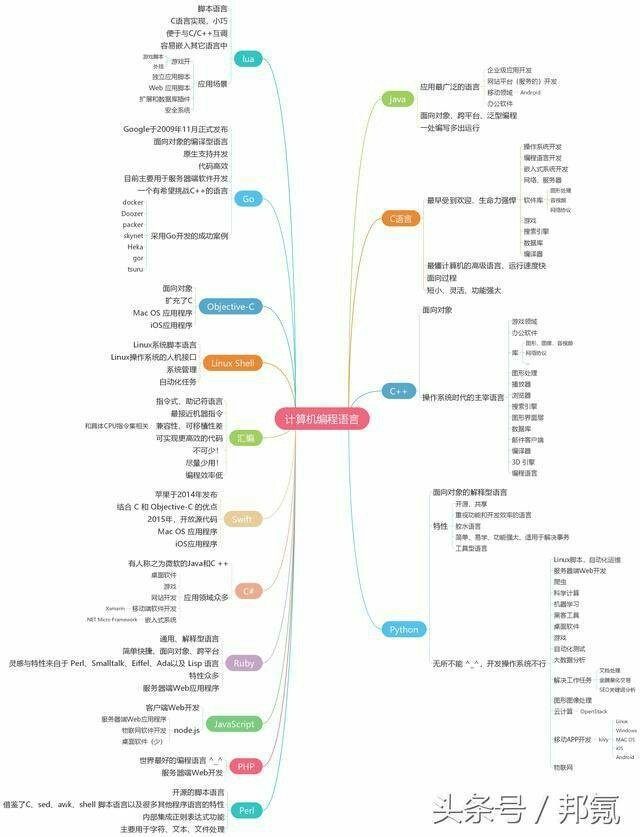 计算机编程语言
lua
脚本语言
C语言实现、小巧
便于与C/C++互调
容易嵌入其它语言中
应用场景
游戏开
游戏脚本
外挂
独立应用脚本
Web 应用脚本
扩展和数据库插件
安全系统
Go
Google于2009年11月正式发布
面向对象的编译型语言
原生支持并发
代码高效
目前主要用于服务器端软件开发
一个有希望挑战C++的语言
采用Go开发的成功案例
docker
Doozer
packer
skynet
Heka
gor
tsuru
Objective-C
面向对象
扩充了C
Mac OS 应用程序
iOS应用程序
Linux Shell
Linux系统脚本语言
Linux操作系统的人机接口
系统管理
自动化任务
汇编
指令式、助记符语言
最接近机器指令
兼容性、可移植性差
和具体CPU指令集相关
可实现更高效的代码
不可少!
尽量少用!
编程效率低
Swift
苹果于2014年发布
结合 C 和 Objective-C 的优点
2015年，开放源代码
Mac OS 应用程序
iOS应用程序
C#
有人称之为微软的Java和C ++
应用领域众多
桌面软件
游戏
网站开发
移动端软件开发
Xamarin
嵌入式系统
.NET Micro Framework
Ruby
通用、解释型语言
简单快捷、面向对象、跨平台
灵感与特性来自于 Perl、Smalltalk、Eiffel、Ada以及 Lisp 语言
特性众多
服务器端Web应用程序
JavaScript
客户端Web开发
node.js
服务器端Web应用程序
物联网软件开发
桌面软件（少）
PHP
世界最好的编程语言 ^_^
服务器端Web开发
Perl
开源的脚本语言
借鉴了C、sed、awk、shell 脚本语言以及很多其他程序语言的特性
内部集成正则表达式功能
主要用于字符、文本、文件处理
java
应用最广泛的语言
企业级应用开发
网站平台（服务的）开发
移动领域
Android
办公软件
面向对象、跨平台、泛型编程
一处编写多出运行
C语言
最早受到欢迎、生命力强悍
操作系统开发
编程语言开发
嵌入式系统开发
网络、服务器
软件库
图形处理
音视频
网络协议
游戏
搜索引擎
数据库
编译器
最懂计算机的高级语言、运行速度快
面向过程
短小、灵活、功能强大
C++
面向对象
操作系统时代的主宰语言
游戏领域
办公软件
库
图形、图像、音视频
网络协议
...
图形处理
播放器
浏览器
搜索引擎
图形界面层
数据库
邮件客户端
编译器
3D 引擎
编程语言
Python
面向对象的解释型语言
特性
开源、共享
重视功能和开发效率的语言
胶水语言
简单、易学、功能强大、适用于解决事务
工具型语言
无所不能 ^_^，开发操作系统不行
Linux脚本、自动化运维
服务器端Web开发
爬虫
科学计算
机器学习
黑客工具
桌面软件
游戏
自动化测试
大数据分析
解决工作任务
文档处理
金融量化交易
SEO关键词分析
图形图像处理
云计算
OpenStack
移动APP开发
kivy
Linux
Windows
MAC OS
iOS
Android
物联网
头条号 / 邦氪